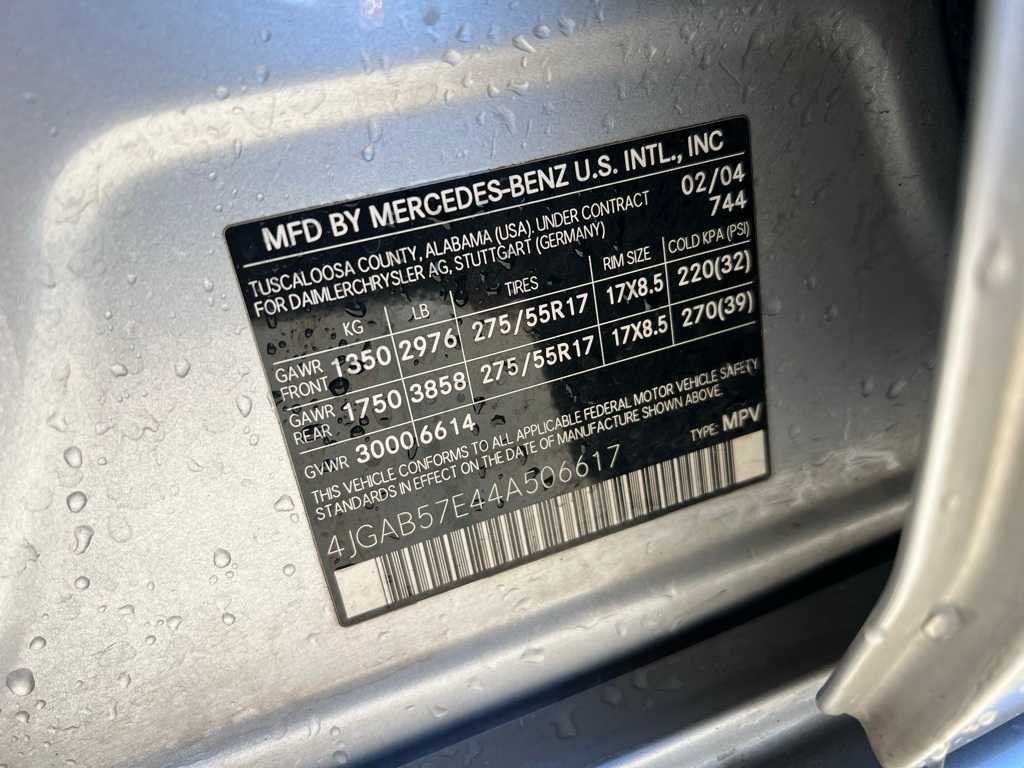 MFD BY MERCEDES-BENZ U.S. INTL., INC
TUSCALOOSA COUNTY, ALABAMA (USA). UNDER CONTRACT 02/04
FOR DAIMLERCHRYSLER AG, STUTTGART (GERMANY) 744
KG LB TIRES RIM SIZE COLD KPA (PSI)
GAWR FRONT 1350 2976 275/55R17 17X8.5 220(32)
GAWR REAR 1750 3858 275/55R17 17X8.5 270(39)
GVWR 3000 6614
THIS VEHICLE CONFORMS TO ALL APPLICABLE FEDERAL MOTOR VEHICLE SAFETY
STANDARDS IN EFFECT ON THE DATE OF MANUFACTURE SHOWN ABOVE.
4JGAB57E44A506617 TYPE: MPV